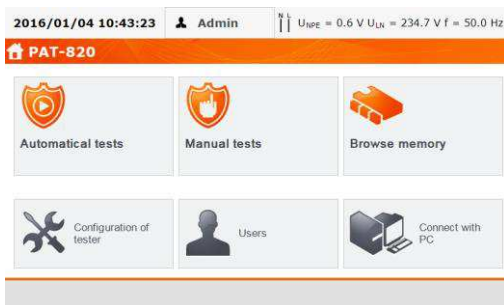 2016/01/04 10:43:23 Admin N L UNPE = 0.6 V ULN = 234.7 V f = 50.0 Hz
PAT-820
Automatical tests Manual tests Browse memory
Configuration of tester Users Connect with PC